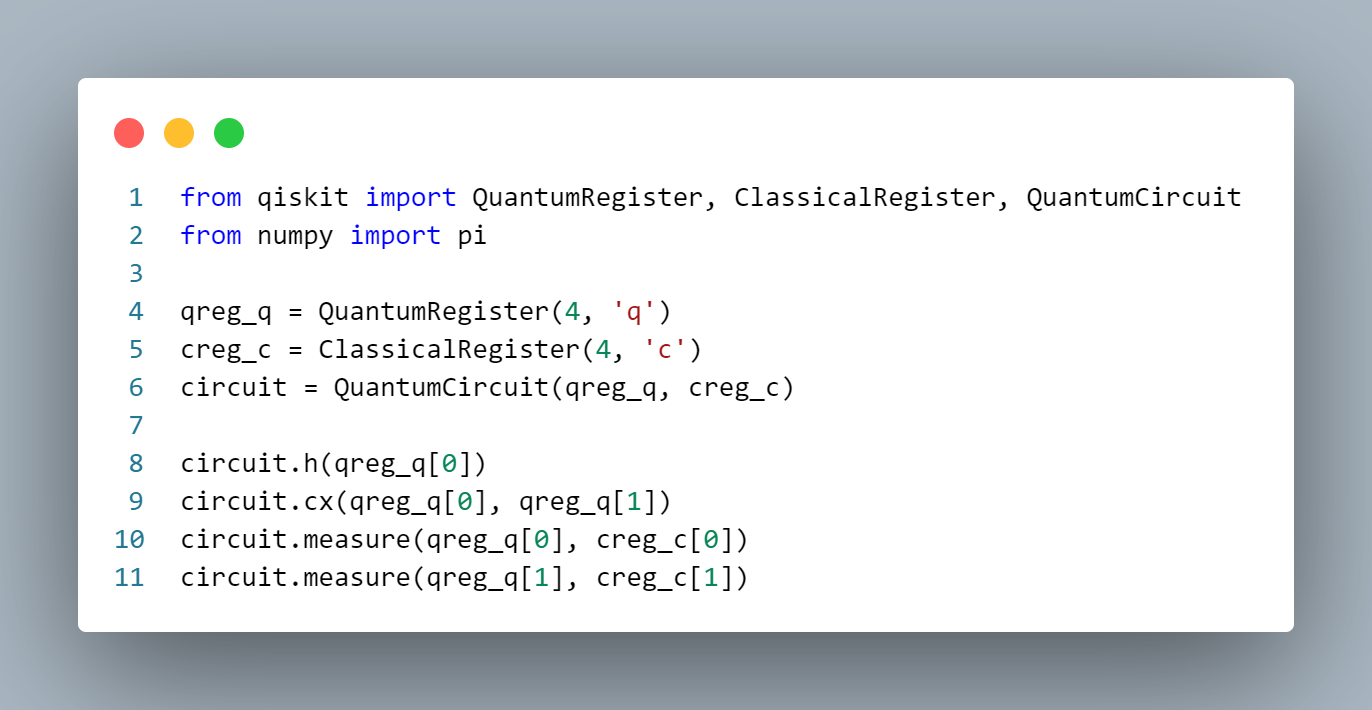 1 from qiskit import QuantumRegister, ClassicalRegister, QuantumCircuit
2 from numpy import pi
3
4 qreg_q = QuantumRegister(4, 'q')
5 creg_c = ClassicalRegister(4, 'c')
6 circuit = QuantumCircuit(qreg_q, creg_c)
7
8 circuit.h(qreg_q[0])
9 circuit.cx(qreg_q[0], qreg_q[1])
10 circuit.measure(qreg_q[0], creg_c[0])
11 circuit.measure(qreg_q[1], creg_c[1])